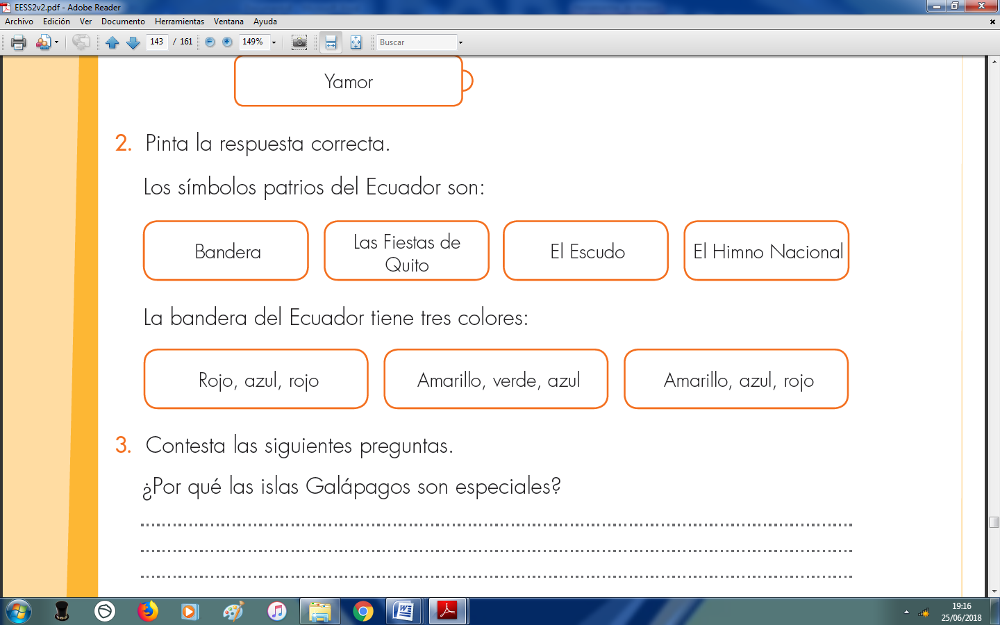 EESS2v2.pdf - Adobe Reader
Archivo Edición Ver Documento Herramientas Ventana Ayuda
143 / 161 149% Buscar
Yamor
2. Pinta la respuesta correcta.
Los símbolos patrios del Ecuador son:
Bandera
Las Fiestas de
Quito
El Escudo
El Himno Nacional
La bandera del Ecuador tiene tres colores:
Rojo, azul, rojo
Amarillo, verde, azul
Amarillo, azul, rojo
3. Contesta las siguientes preguntas.
¿Por qué las islas Galápagos son especiales?
19:16
25/06/2018